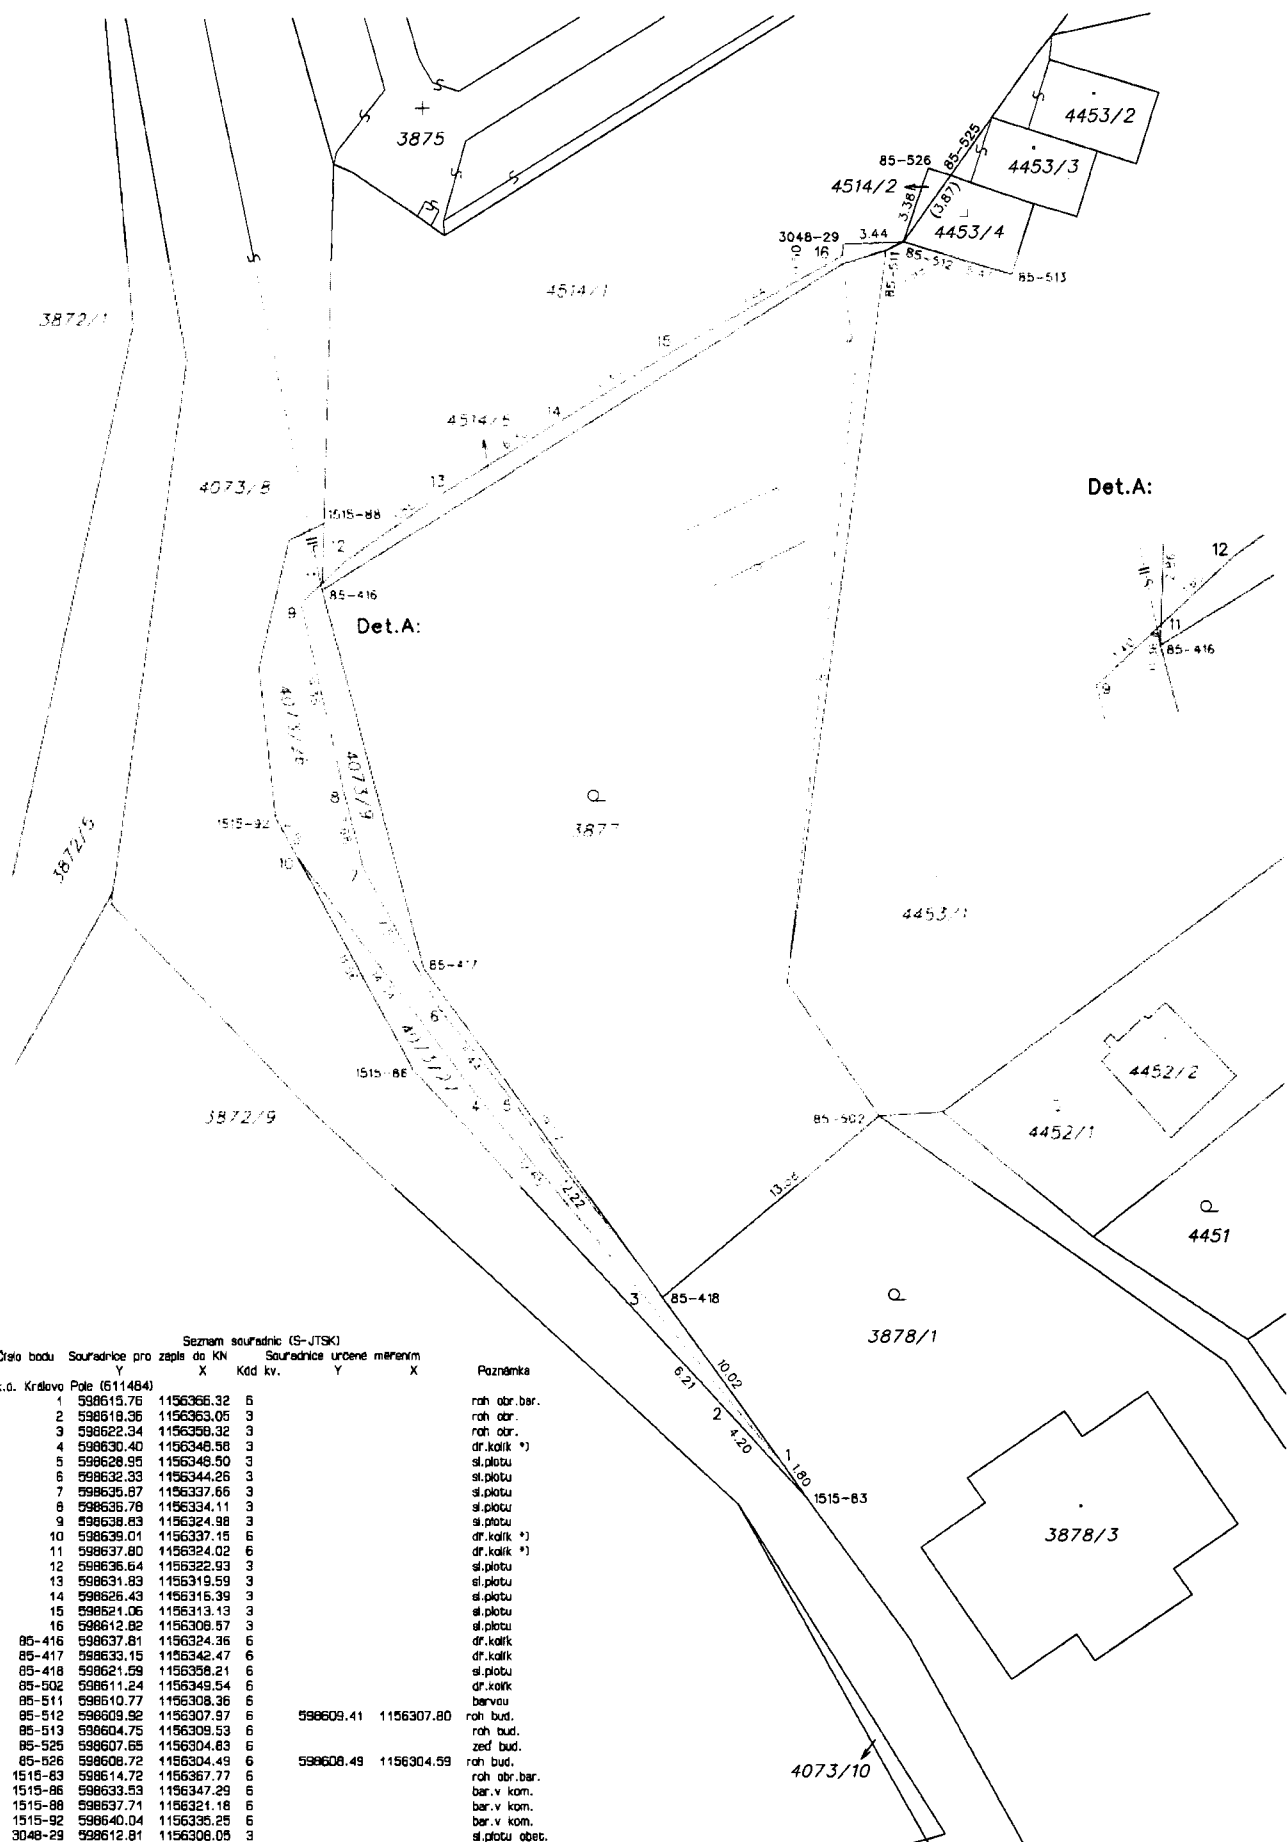 3875
4453/2
4453/3
4453/4
85-525
85-526
4514/2
3.38
(3.87)
3048-29
3.44
16
85-511
85-512
85-513
4514/1
3872/1
15
14
4514/5
13
4073/8
1515-88
12
85-416
9
Det.A:
Det.A:
12
11
85-416
9
1.40
4073/26
4073/9
8
3877
1515-92
10
3872/5
4453/1
85-417
6
4073/27
1515-86
4
5
3872/9
4452/2
4452/1
85-502
13.
2.22
4451
3
85-418
3878/1
6.21
10.02
2
4.20
1
1.80
1515-83
3878/3
4073/10
Seznam souřadnic (S-JTSK)
Číslo bodu Souřadnice pro zápis do KN Souřadnice určené měřením
Y X Kód kv. Y X Poznámka
k.ú. Královo Pole (611484)
1 598615.76 1156366.32 6 roh obr.bar.
2 598618.36 1156363.05 3 roh obr.
3 598622.34 1156358.32 3 roh obr.
4 598630.40 1156348.58 3 dř.kolík *)
5 598628.95 1156348.50 3 sl.plotu
6 598632.33 1156344.26 3 sl.plotu
7 598635.87 1156337.66 3 sl.plotu
8 598636.78 1156334.11 3 sl.plotu
9 598638.83 1156324.98 3 sl.plotu
10 598639.01 1156337.15 6 dř.kolík *)
11 598637.80 1156324.02 6 dř.kolík *)
12 598636.64 1156322.93 3 sl.plotu
13 598631.83 1156319.59 3 sl.plotu
14 598626.43 1156316.39 3 sl.plotu
15 598621.06 1156313.13 3 sl.plotu
16 598612.82 1156308.57 3 sl.plotu
85-416 598637.81 1156324.36 6 dř.kolík
85-417 598633.15 1156342.47 6 dř.kolík
85-418 598621.59 1156358.21 6 sl.plotu
85-502 598611.24 1156349.54 6 dř.kolík
85-511 598610.77 1156308.36 6 barvou
85-512 598609.92 1156307.97 6 598609.41 1156307.80 roh bud.
85-513 598604.75 1156309.53 6 roh bud.
85-525 598607.65 1156304.83 6 zeď bud.
85-526 598608.72 1156304.49 6 598608.49 1156304.59 roh bud.
1515-83 598614.72 1156367.77 6 roh obr.bar.
1515-86 598633.53 1156347.29 6 bar.v kom.
1515-88 598637.71 1156321.18 6 bar.v kom.
1515-92 598640.04 1156335.25 6 bar.v kom.
3048-29 598612.81 1156308.05 3 sl.plotu obet.